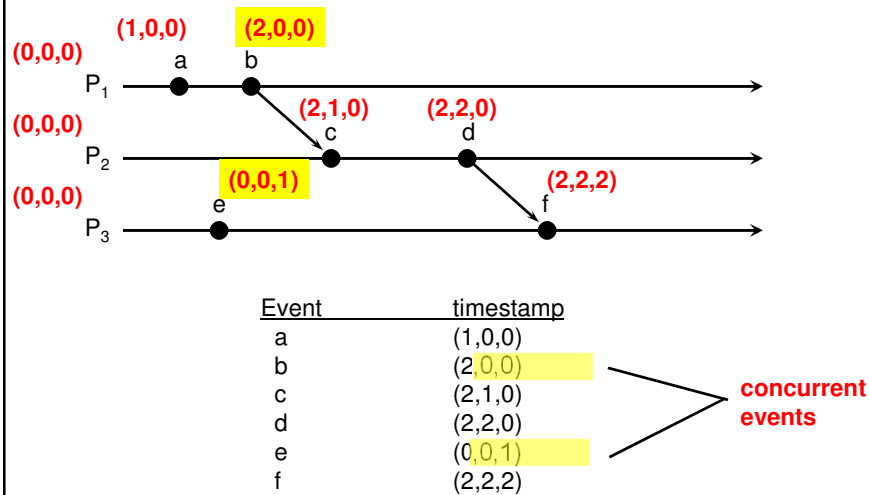 (1,0,0) (2,0,0)
(0,0,0) a b
P1
(2,1,0) (2,2,0)
(0,0,0) c d
P2
(0,0,1) (2,2,2)
(0,0,0) e f
P3
Event timestamp
a (1,0,0)
b (2,0,0)
c (2,1,0)
d (2,2,0)
e (0,0,1)
f (2,2,2)
concurrent
events